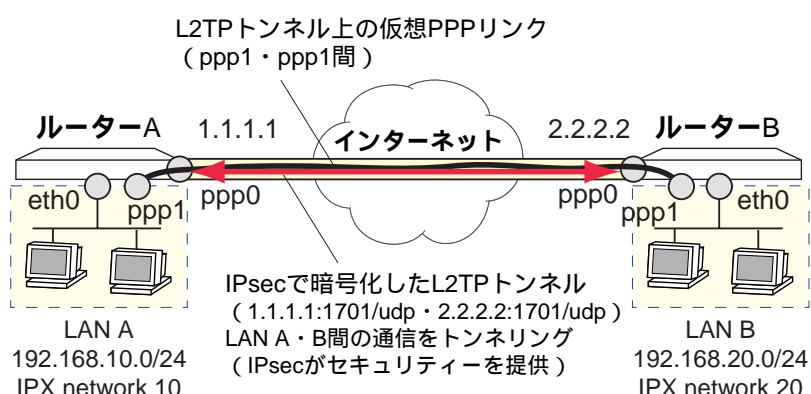 L2TPトンネル上の仮想PPPリンク
（ppp1・ppp1間）
ルーターA
1.1.1.1
インターネット
2.2.2.2
ルーターB
eth0
ppp1
ppp0
ppp0
ppp1
eth0
IPsecで暗号化したL2TPトンネル
（1.1.1.1:1701/udp・2.2.2.2:1701/udp）
LAN A・B間の通信をトンネリング
（IPsecがセキュリティーを提供）
LAN A
192.168.10.0/24
IPX network 10
LAN B
192.168.20.0/24
IPX network 20